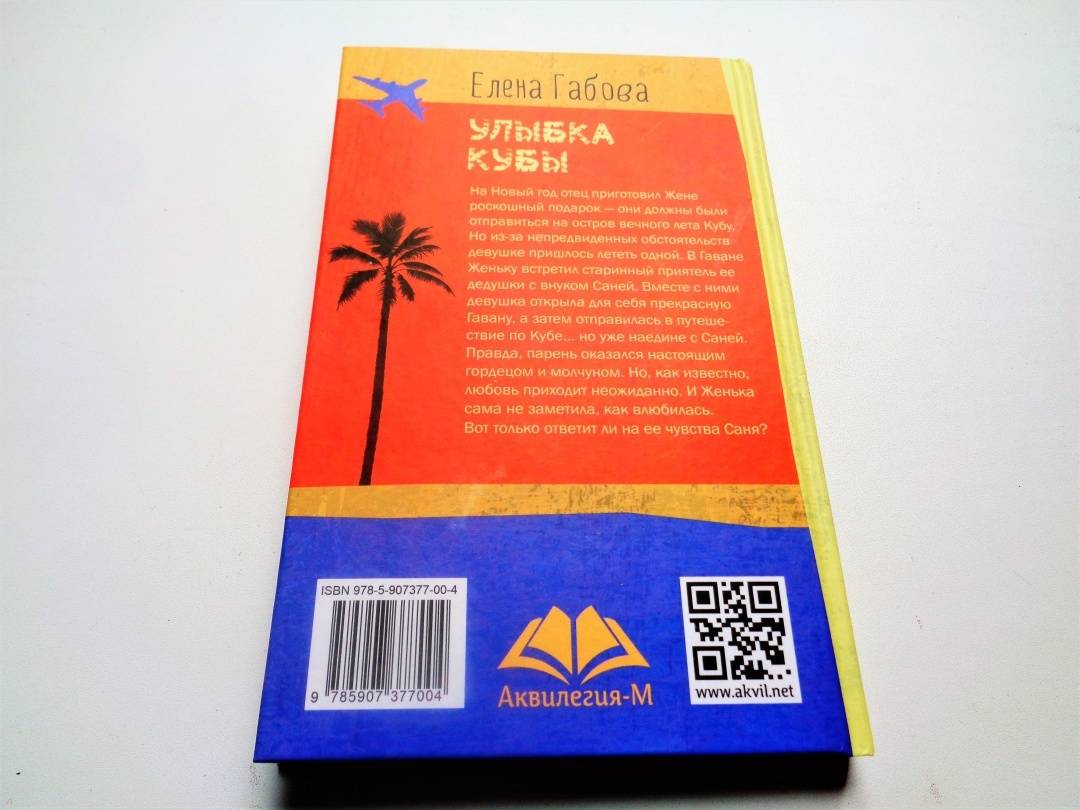 Елена Габова
УЛЫБКА
КУБЫ
На Новый год отец приготовил Жене
роскошный подарок — они должны были
отправиться на остров вечного лета Кубу.
Но из-за непредвиденных обстоятельств
девушке пришлось лететь одной. В Гаване
Женьку встретил старинный приятель ее
дедушки с внуком Саней. Вместе с ними
девушка открыла для себя прекрасную
Гавану, а затем отправилась в путеше-
ствие по Кубе... но уже наедине с Саней.
Правда, парень оказался настоящим
гордецом и молчуном. Но, как известно,
любовь приходит неожиданно. И Женька
сама не заметила, как влюбилась.
Вот только ответит ли на ее чувства Саня?
ISBN 978-5-907377-00-4
9 785907 377004
Аквилегия-М
www.akvil.net